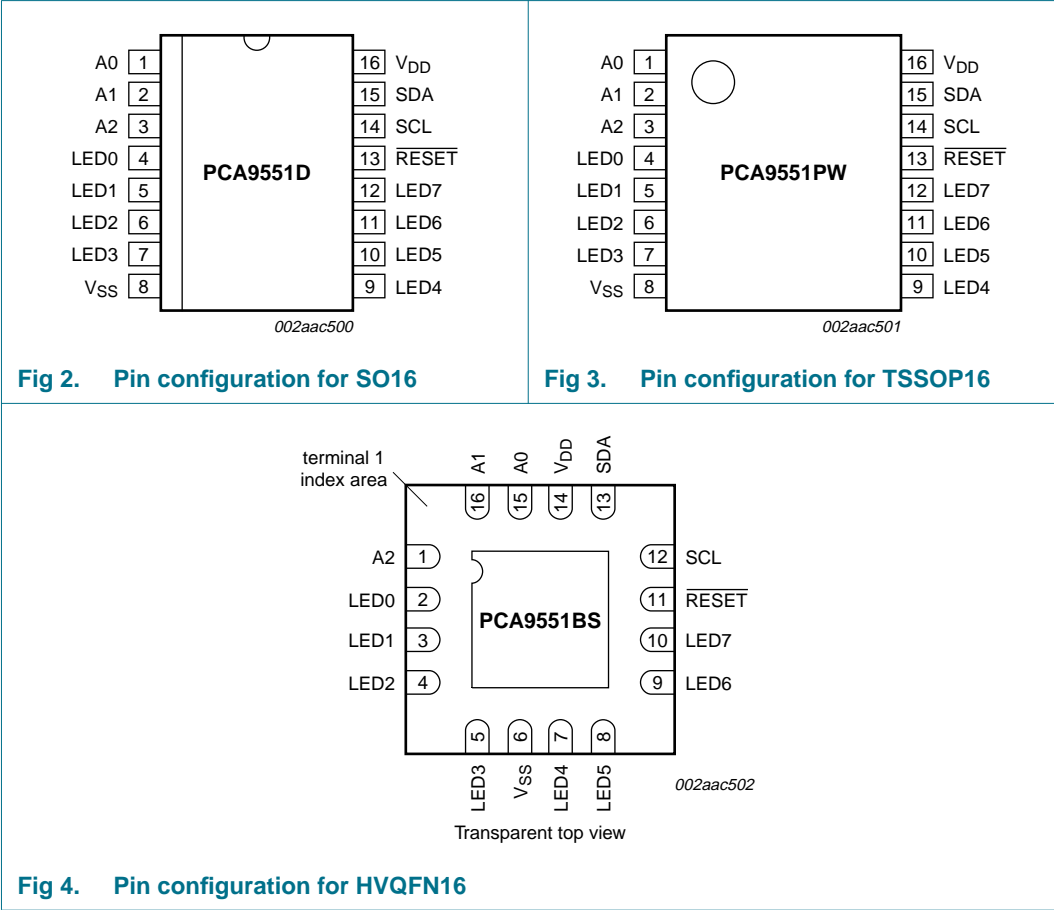 A0 1 16 VDD
A1 2 15 SDA
A2 3 14 SCL
LED0 4 13 RESET
PCA9551D
LED1 5 12 LED7
LED2 6 11 LED6
LED3 7 10 LED5
VSS 8 9 LED4
002aac500
Fig 2. Pin configuration for SO16
A0 1 16 VDD
A1 2 15 SDA
A2 3 14 SCL
LED0 4 13 RESET
PCA9551PW
LED1 5 12 LED7
LED2 6 11 LED6
LED3 7 10 LED5
VSS 8 9 LED4
002aac501
Fig 3. Pin configuration for TSSOP16
terminal 1
index area
A1 A0 VDD SDA
16 15 14 13
A2 1 12 SCL
LED0 2 11 RESET
PCA9551BS
LED1 3 10 LED7
LED2 4 9 LED6
5 6 7 8
LED3 VSS LED4 LED5
002aac502
Transparent top view
Fig 4. Pin configuration for HVQFN16